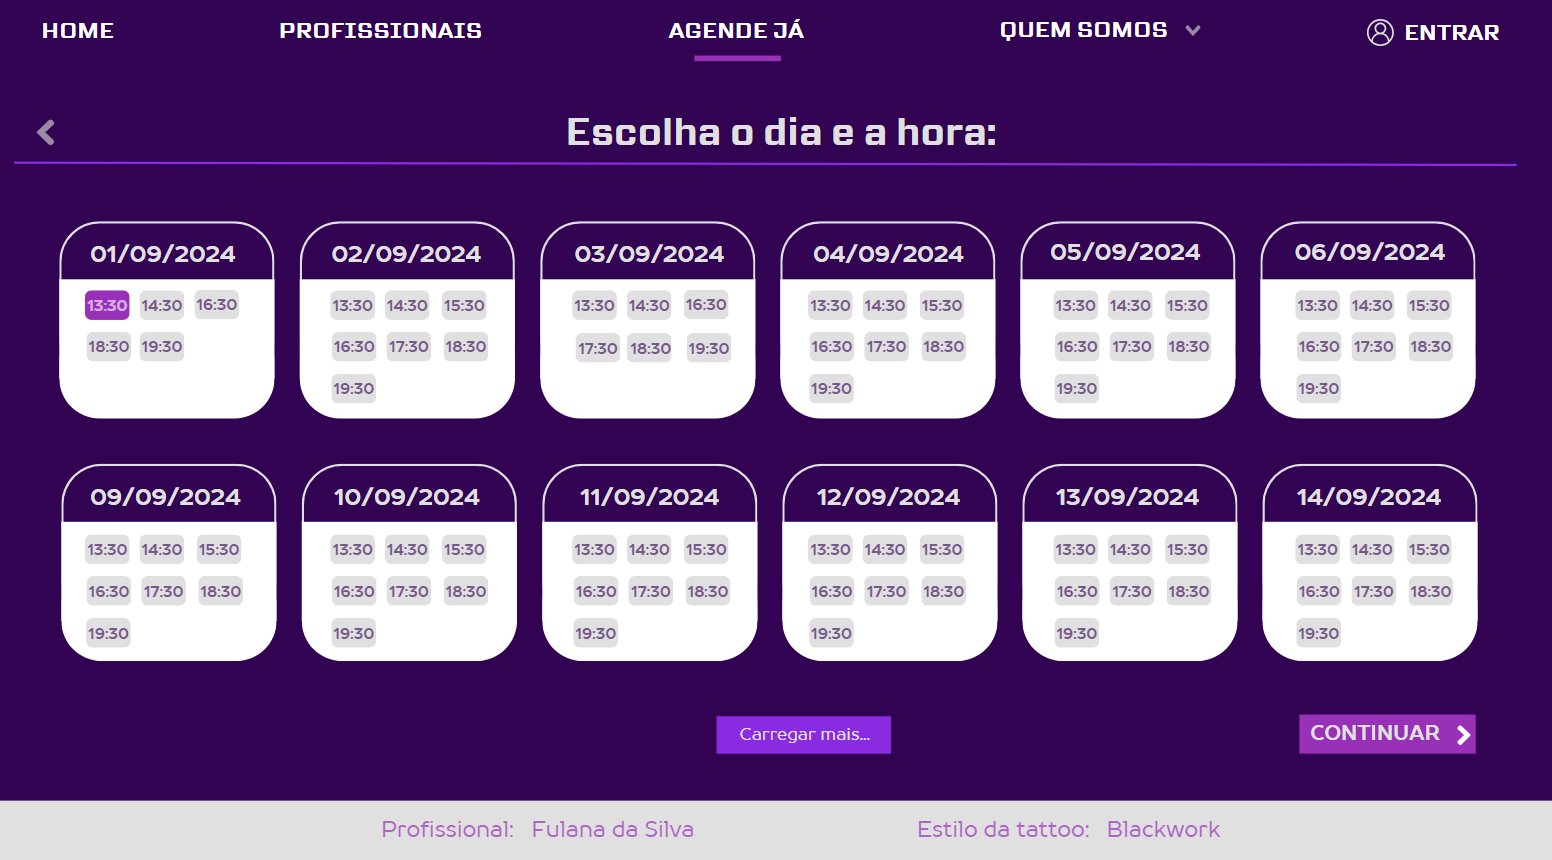 HOME PROFISSIONAIS AGENDE JÁ QUEM SOMOS ENTRAR
Escolha o dia e a hora:
01/09/2024
13:30 14:30 16:30
18:30 19:30
02/09/2024
13:30 14:30 15:30
16:30 17:30 18:30
19:30
03/09/2024
13:30 14:30 16:30
17:30 18:30 19:30
04/09/2024
13:30 14:30 15:30
16:30 17:30 18:30
19:30
05/09/2024
13:30 14:30 15:30
16:30 17:30 18:30
19:30
06/09/2024
13:30 14:30 15:30
16:30 17:30 18:30
19:30
09/09/2024
13:30 14:30 15:30
16:30 17:30 18:30
19:30
10/09/2024
13:30 14:30 15:30
16:30 17:30 18:30
19:30
11/09/2024
13:30 14:30 15:30
16:30 17:30 18:30
19:30
12/09/2024
13:30 14:30 15:30
16:30 17:30 18:30
19:30
13/09/2024
13:30 14:30 15:30
16:30 17:30 18:30
19:30
14/09/2024
13:30 14:30 15:30
16:30 17:30 18:30
19:30
Carregar mais...
CONTINUAR
Profissional: Fulana da Silva
Estilo da tattoo: Blackwork